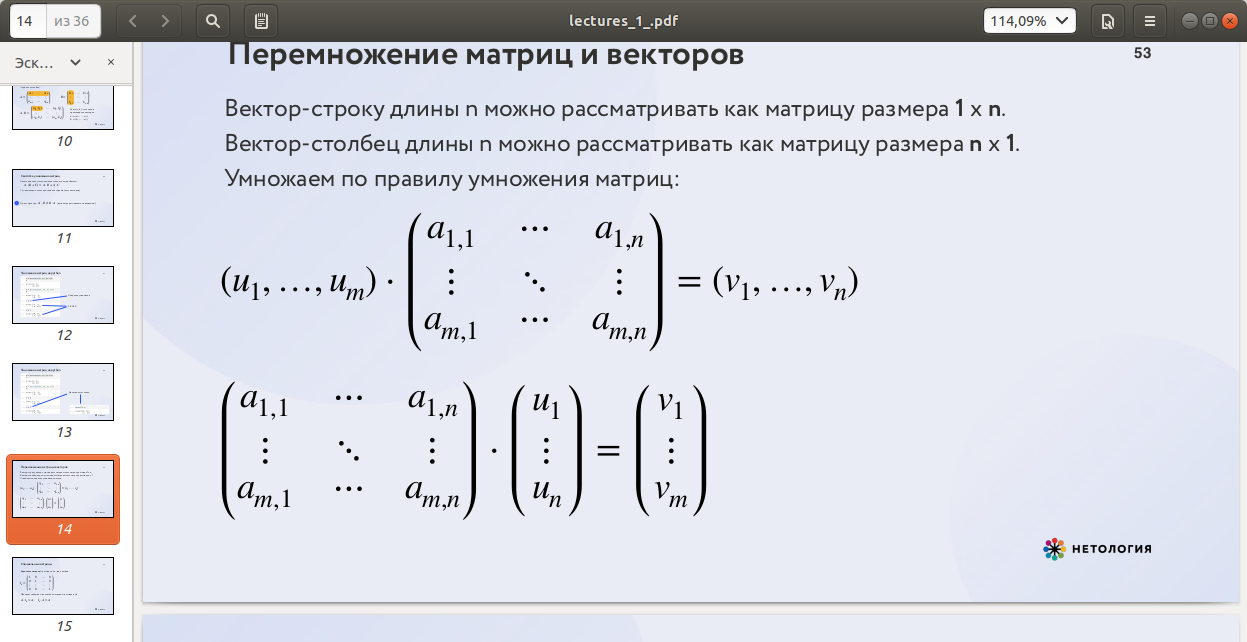 14 из 36
lectures_1_.pdf
114,09%
Эск...
10
11
12
13
14
15
Перемножение матриц и векторов
53
Вектор-строку длины n можно рассматривать как матрицу размера 1 x n.
Вектор-столбец длины n можно рассматривать как матрицу размера n x 1.
Умножаем по правилу умножения матриц:
a₁,₁ ⋯ a₁,ₙ
(u₁, …, uₘ) · ⋮ ⋱ ⋮ = (v₁, …, vₙ)
aₘ,₁ ⋯ aₘ,ₙ
a₁,₁ ⋯ a₁,ₙ u₁ v₁
⋮ ⋱ ⋮ · ⋮ = ⋮
aₘ,₁ ⋯ aₘ,ₙ uₙ vₘ
НЕТОЛОГИЯ